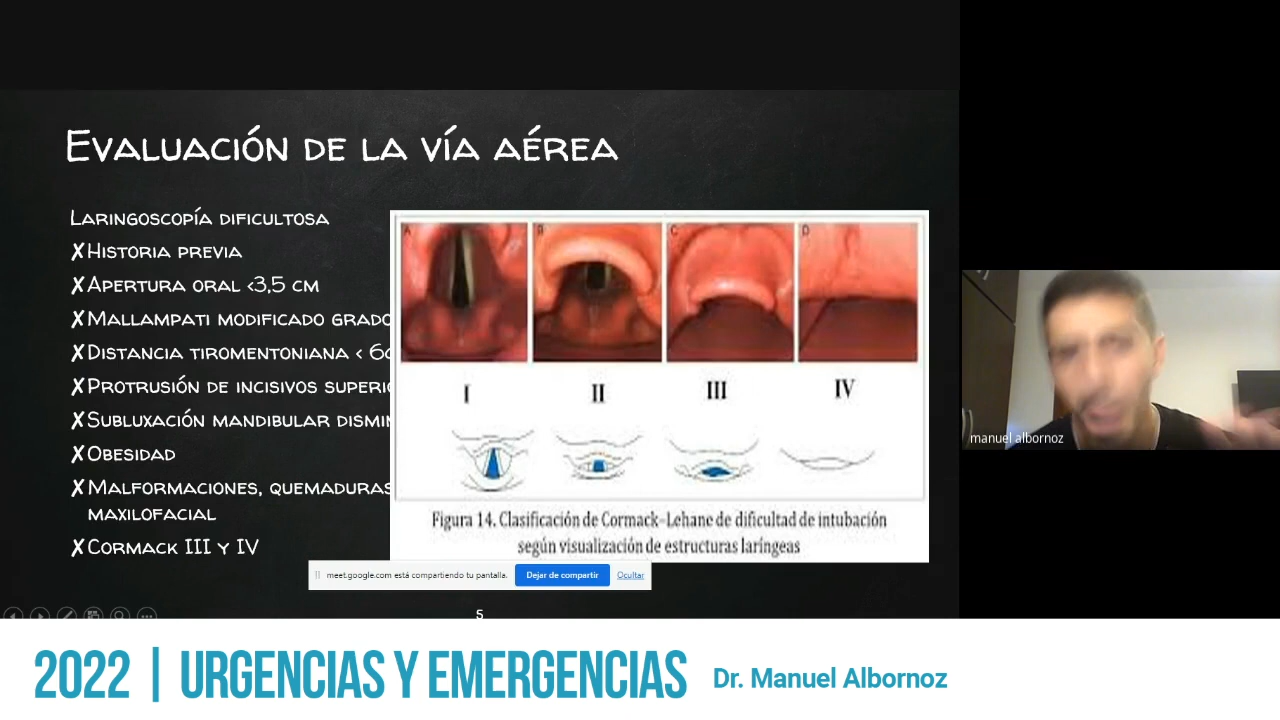 Evaluación de la vía aérea
Laringoscopía dificultosa
✗Historia previa
✗Apertura oral <3,5 cm
✗Mallampati modificado grado
✗Distancia tiromentoniana < 6c
✗Protrusión de incisivos superio
✗Subluxación mandibular dismin
✗Obesidad
✗Malformaciones, quemaduras
maxilofacial
✗Cormack III y IV
A B C D
I II III IV
Figura 14. Clasificación de Cormack-Lehane de dificultad de intubación
según visualización de estructuras laríngeas
meet.google.com está compartiendo tu pantalla. Dejar de compartir Ocultar
5
manuel albornoz
2022 | URGENCIAS Y EMERGENCIAS Dr. Manuel Albornoz